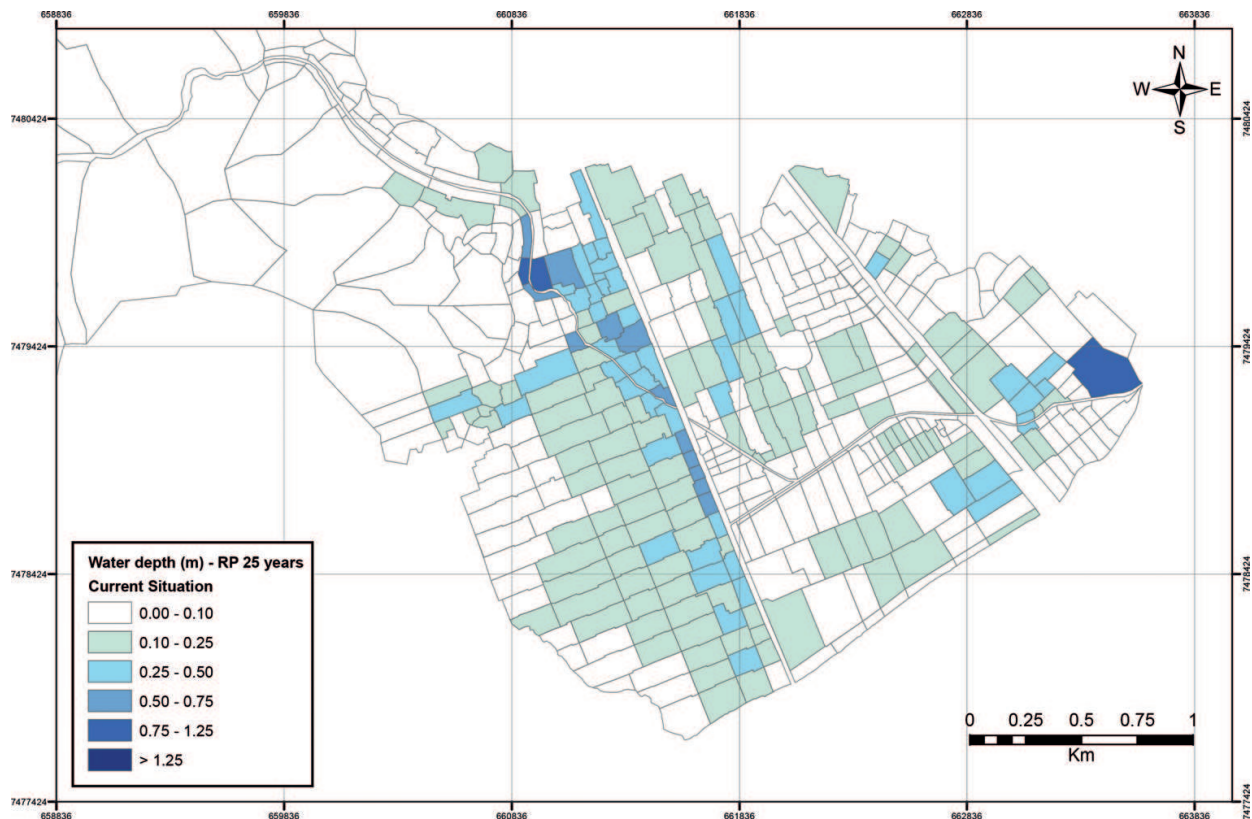 658836 659836 660836 661836 662836 663836
N
W E
S
7480424 7480424
7479424 7479424
7478424 7478424
7477424 7477424
Water depth (m) - RP 25 years
Current Situation
0.00 - 0.10
0.10 - 0.25
0.25 - 0.50
0.50 - 0.75
0.75 - 1.25
> 1.25
0 0.25 0.5 0.75 1
Km
658836 659836 660836 661836 662836 663836